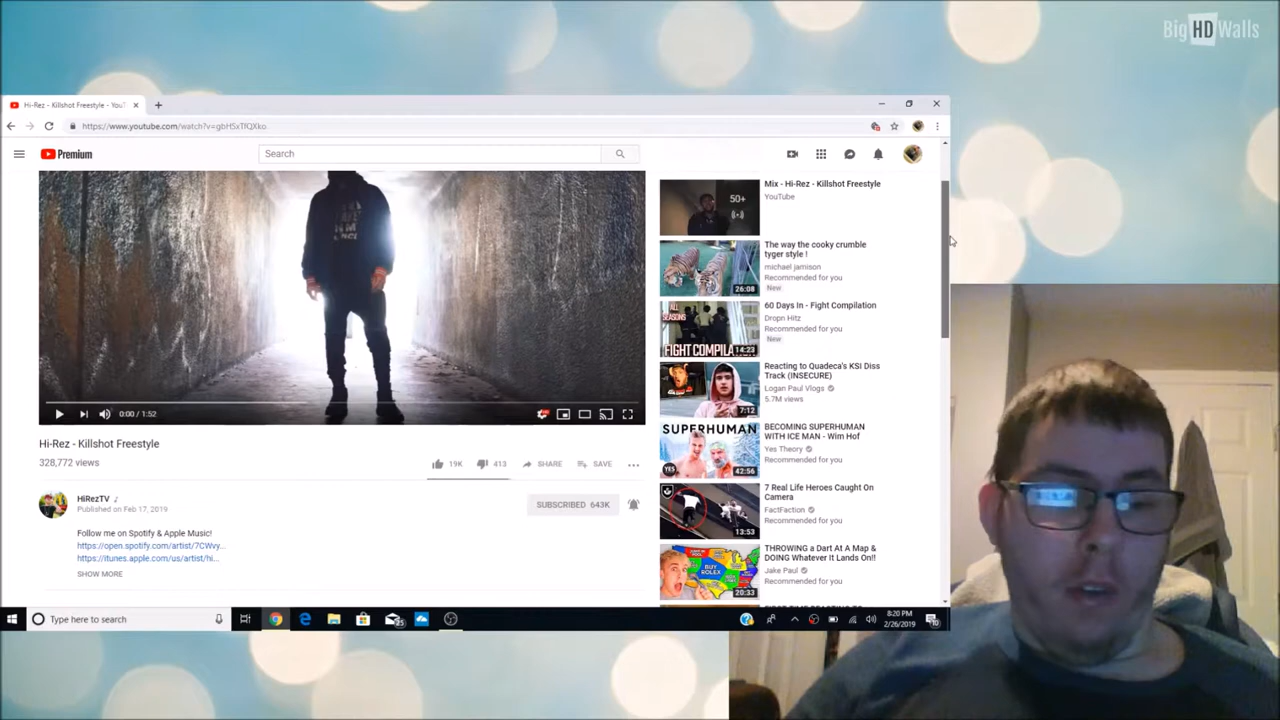 Big HD Walls
Hi-Rez - Killshot Freestyle - You
https://www.youtube.com/watch?v=gbHSxTfQXko
Premium
Search
Mix - Hi-Rez - Killshot Freestyle
YouTube
50+
The way the cooky crumble
tyger style !
michael jamison
Recommended for you
New
26:08
60 Days In - Fight Compilation
Dropn Hitz
Recommended for you
New
ALL
SEASONS
FIGHT COMPIL
14:23
Reacting to Quadeca's KSI Diss
Track (INSECURE)
Logan Paul Vlogs
5.7M views
7:12
BECOMING SUPERHUMAN
WITH ICE MAN - Wim Hof
Yes Theory
Recommended for you
SUPERHUMAN
YES
42:56
7 Real Life Heroes Caught On
Camera
FactFaction
Recommended for you
13:53
THROWING a Dart At A Map &
DOING Whatever It Lands On!!
Jake Paul
Recommended for you
BUY
ROLEX
20:33
0:00 / 1:52
Hi-Rez - Killshot Freestyle
328,772 views
19K
413
SHARE
SAVE
HiRezTV
Published on Feb 17, 2019
SUBSCRIBED 643K
Follow me on Spotify & Apple Music!
https://open.spotify.com/artist/7CWvy...
https://itunes.apple.com/us/artist/hi...
SHOW MORE
Type here to search
8:20 PM
2/26/2019